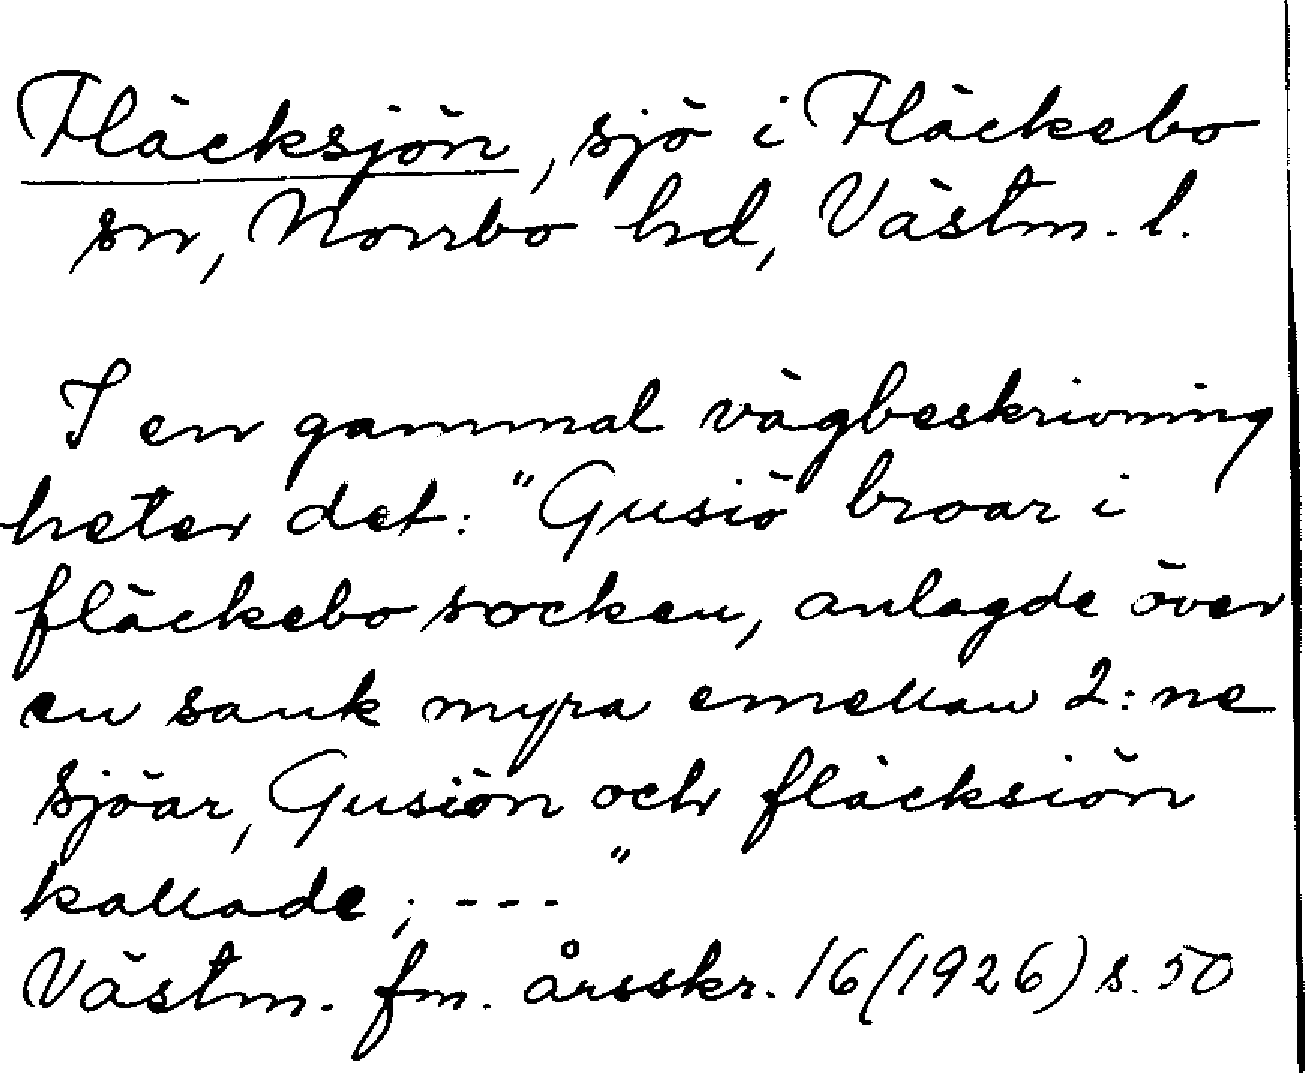 Fläcksjön, sjö i Fläckebo
sn, Norrbo hd, Västm. l.
I en gammal vägbeskrivning
heter det: "Gusiö broar i
fläckebo socken, anlagde över
en sank myra emellan 2:ne
sjöar, Gusiön och fläcksiön
kallade; ---"
Västm. fm. årsskr. 16 (1926) s. 50